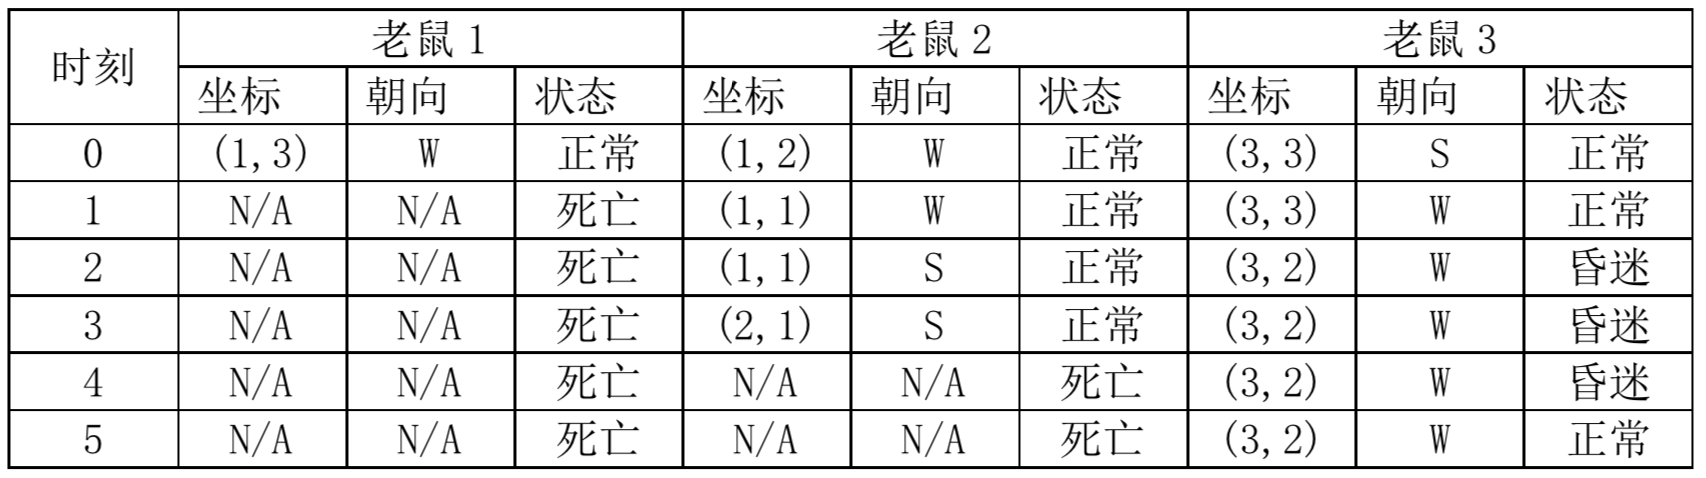 时刻 老鼠1 老鼠2 老鼠3
坐标 朝向 状态 坐标 朝向 状态 坐标 朝向 状态
0 (1,3) W 正常 (1,2) W 正常 (3,3) S 正常
1 N/A N/A 死亡 (1,1) W 正常 (3,3) W 正常
2 N/A N/A 死亡 (1,1) S 正常 (3,2) W 昏迷
3 N/A N/A 死亡 (2,1) S 正常 (3,2) W 昏迷
4 N/A N/A 死亡 N/A N/A 死亡 (3,2) W 昏迷
5 N/A N/A 死亡 N/A N/A 死亡 (3,2) W 正常